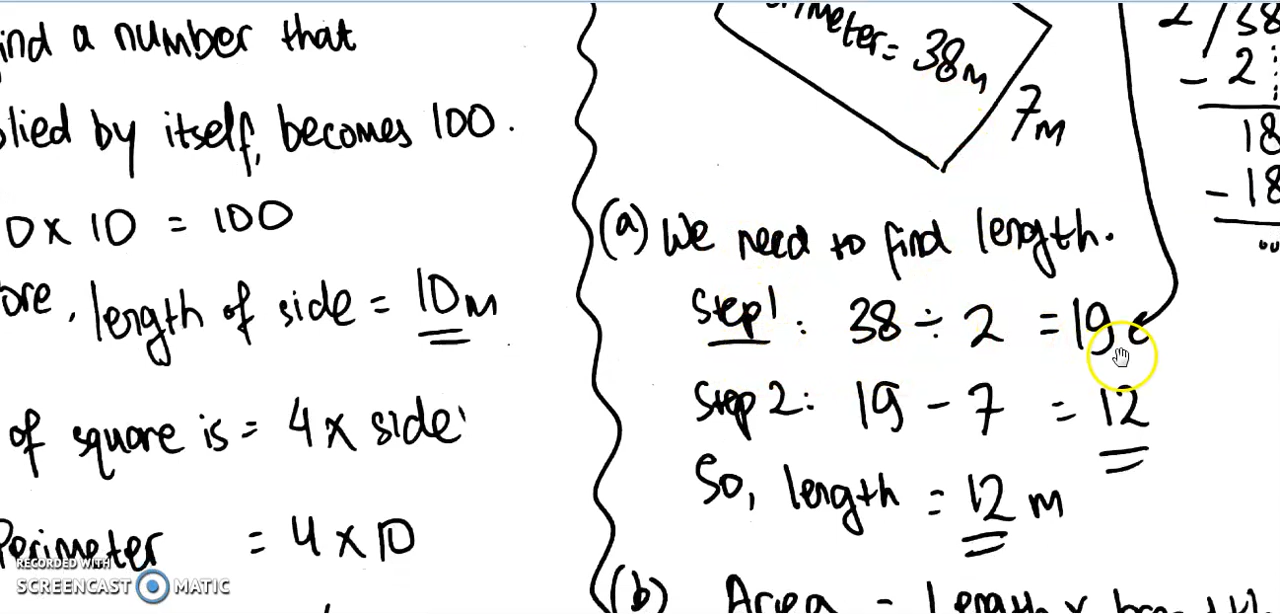 ind a number that
plied by itself, becomes 100.
0 x 10 = 100
ore, length of side = 10m
of square is = 4 x side
Perimeter = 4 x 10
RECORDED WITH
SCREENCAST MATIC
imeter = 38m
7m
(a) We need to find length.
Step 1: 38 ÷ 2 = 19
Step 2: 19 - 7 = 12
So, length = 12 m
(b) Area = length x
2/38
- 2
18
- 18